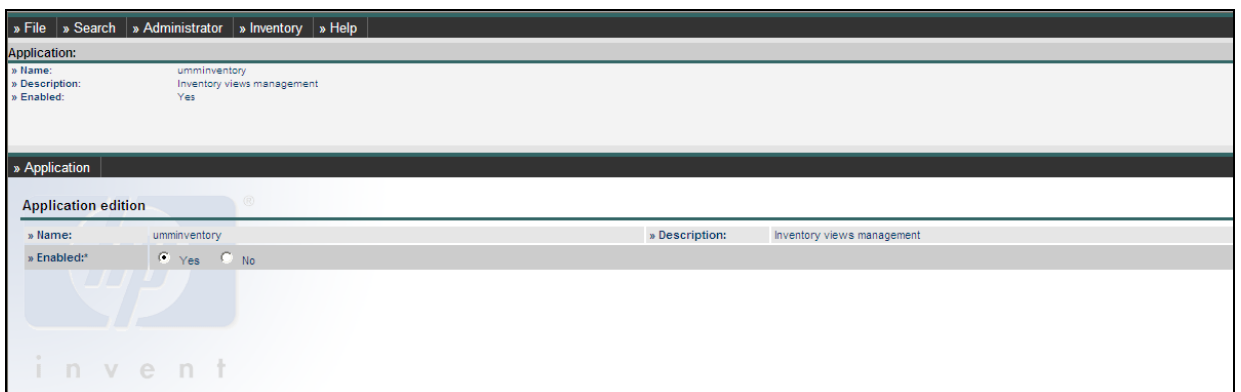 » File » Search » Administrator » Inventory » Help
Application:
» Name: umminventory
» Description: Inventory views management
» Enabled: Yes
» Application
Application edition
®
» Name: umminventory » Description: Inventory views management
» Enabled:* Yes No
hp
invent